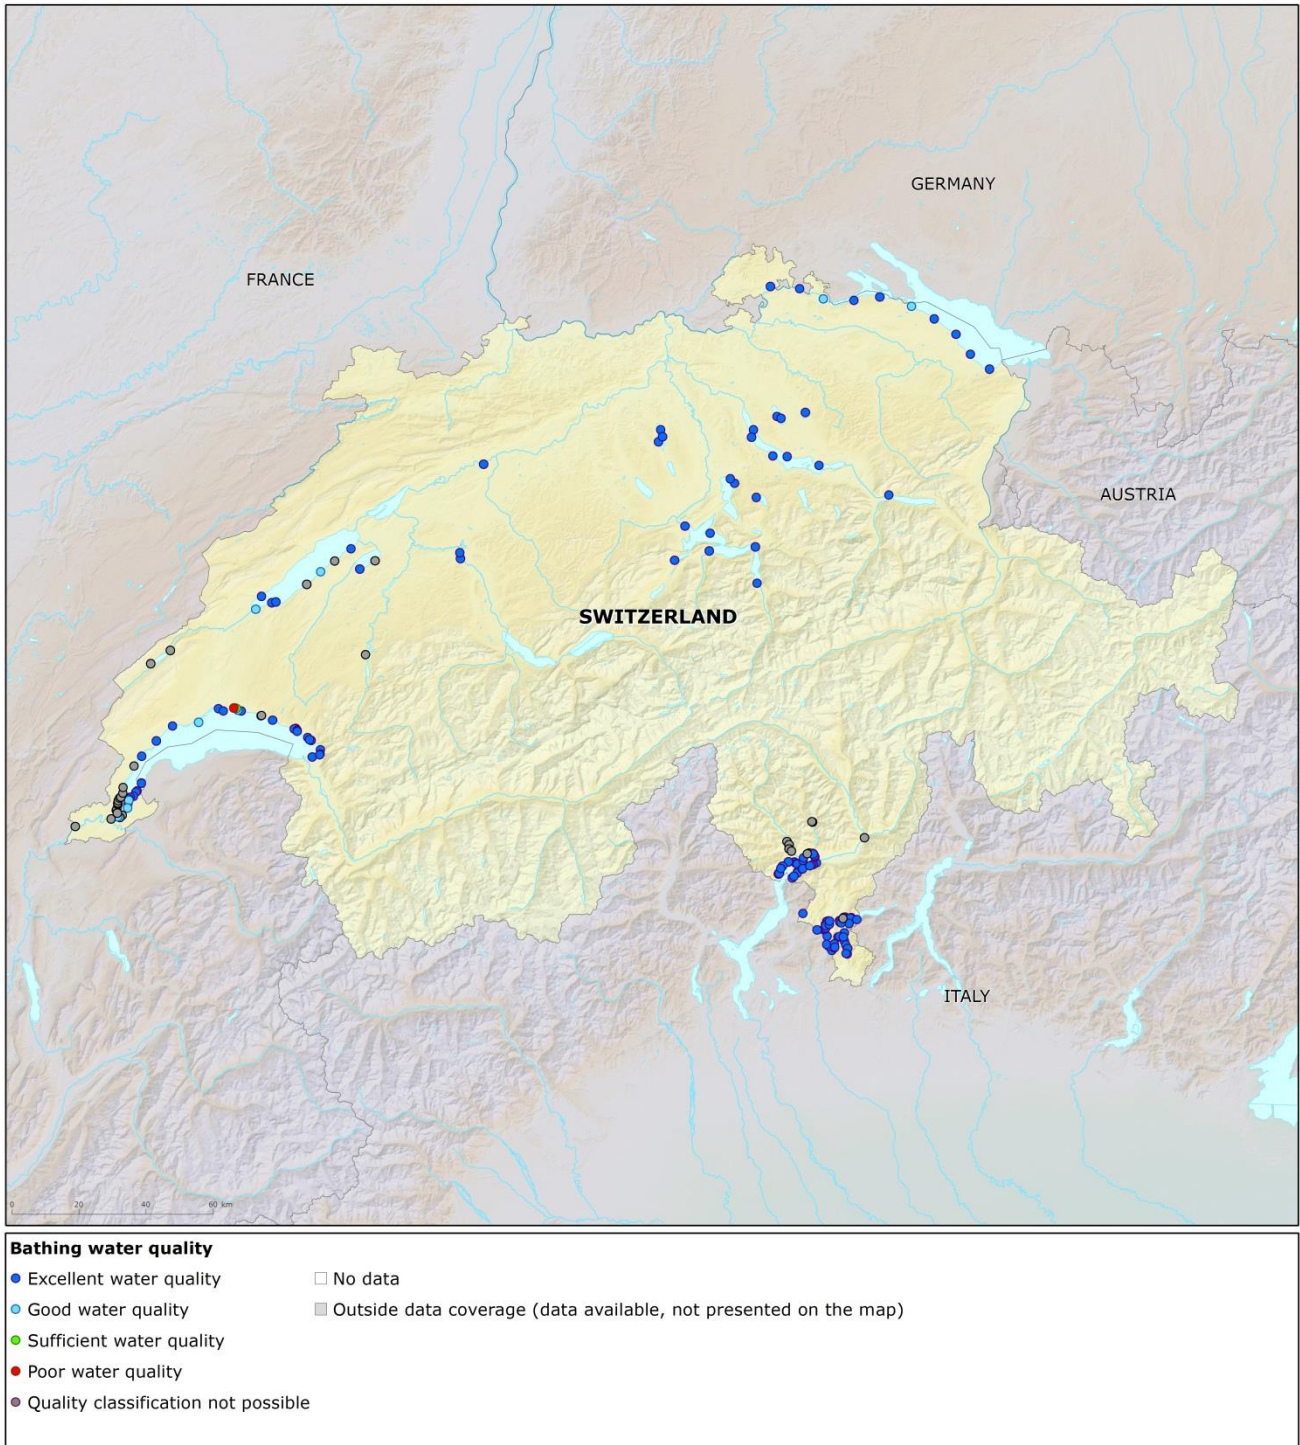 GERMANY
FRANCE
AUSTRIA
SWITZERLAND
ITALY
0 20 40 60 km
Bathing water quality
Excellent water quality
No data
Good water quality
Outside data coverage (data available, not presented on the map)
Sufficient water quality
Poor water quality
Quality classification not possible